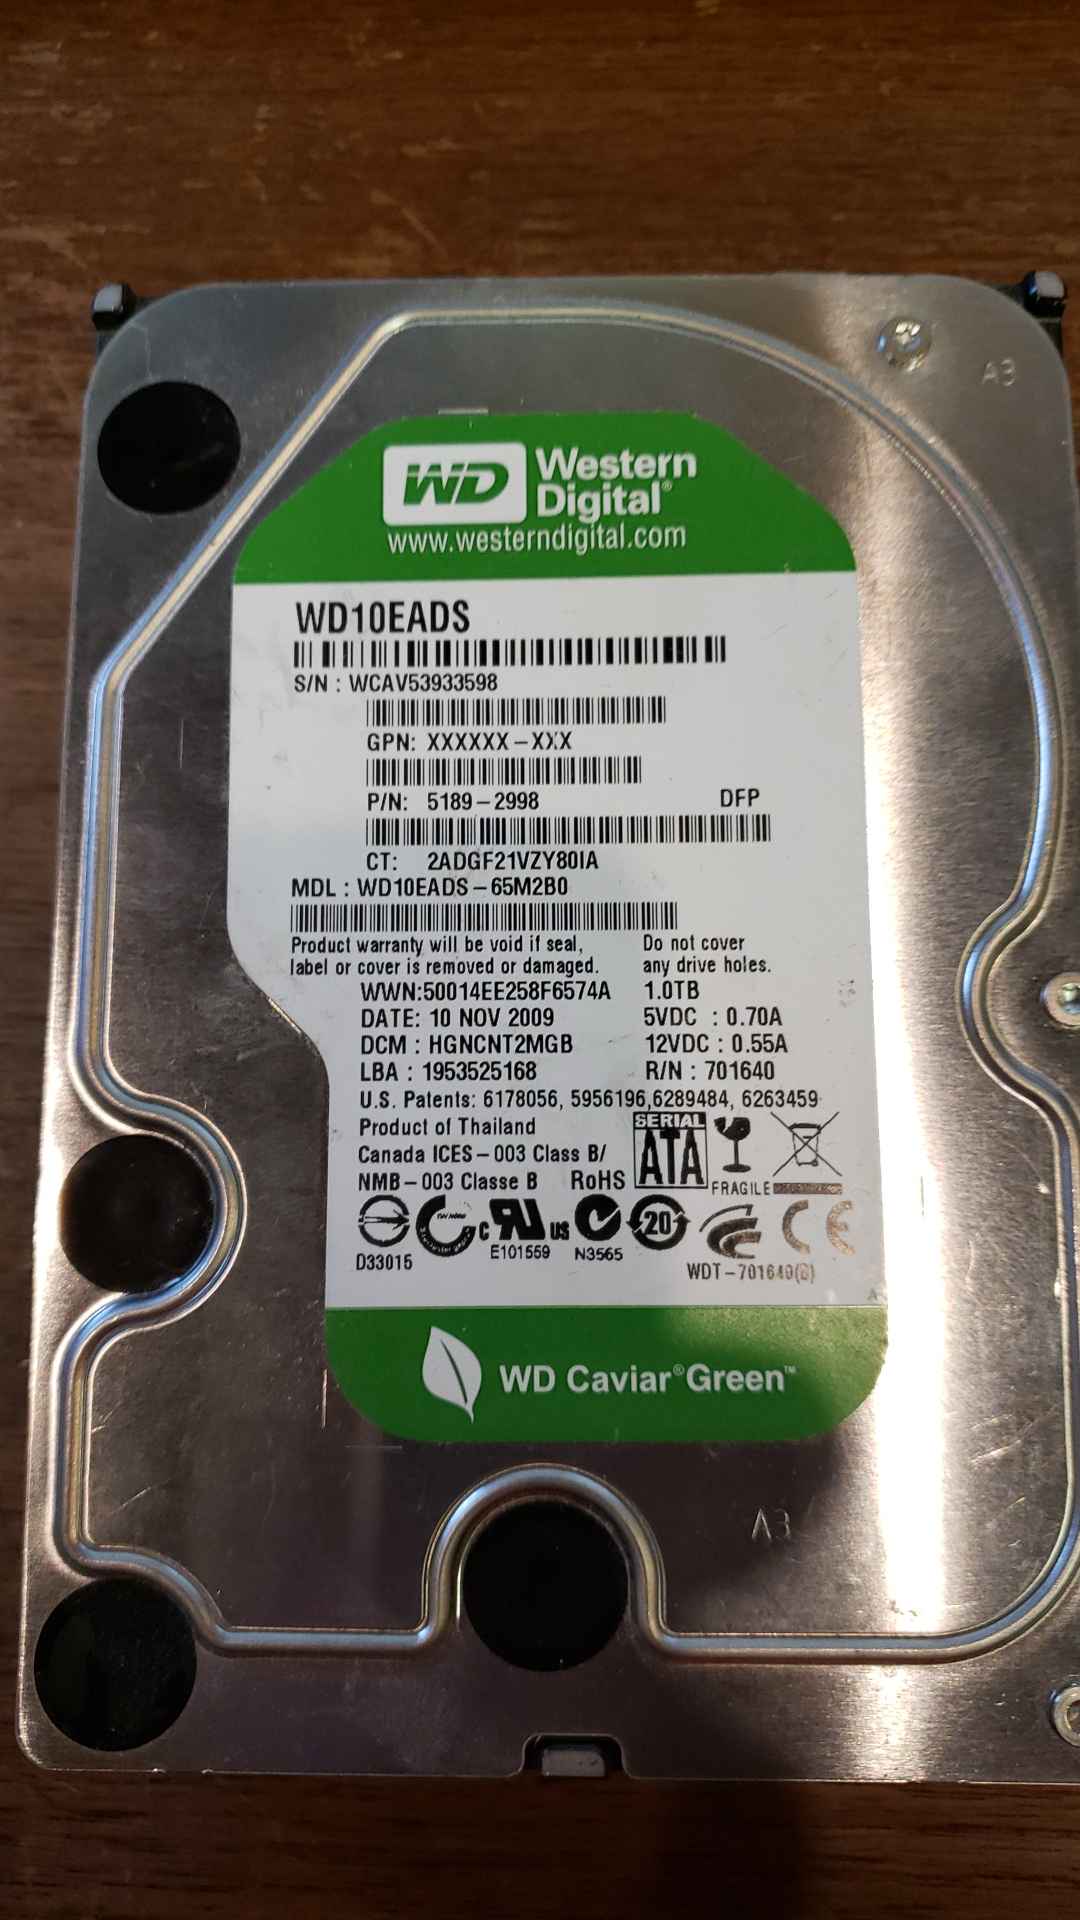 A3
WD Western
Digital®
www.westerndigital.com
WD10EADS
S/N : WCAV53933598
GPN: XXXXXX-XXX
P/N: 5189-2998 DFP
CT: 2ADGF21VZY80IA
MDL : WD10EADS-65M2B0
Product warranty will be void if seal,
label or cover is removed or damaged.
Do not cover
any drive holes.
WWN:50014EE258F6574A 1.0TB
DATE: 10 NOV 2009 5VDC : 0.70A
DCM : HGNCNT2MGB 12VDC : 0.55A
LBA : 1953525168 R/N : 701640
U.S. Patents: 6178056, 5956196,6289484, 6263459
Product of Thailand
Canada ICES-003 Class B/
NMB-003 Classe B RoHS
SERIAL
ATA
FRAGILE
D33015
c RU us
E101559
N3565
20
CE
WDT-701640(B)
WD Caviar®Green™
A3